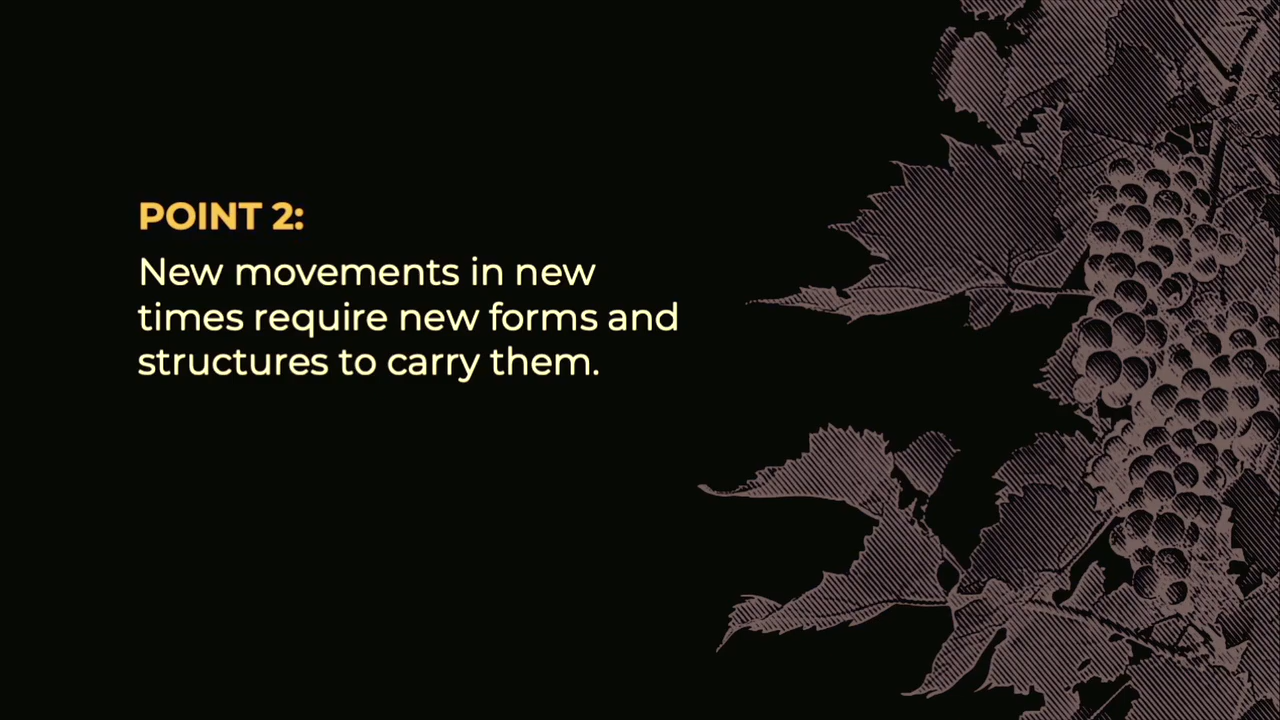 POINT 2:
New movements in new
times require new forms and
structures to carry them.